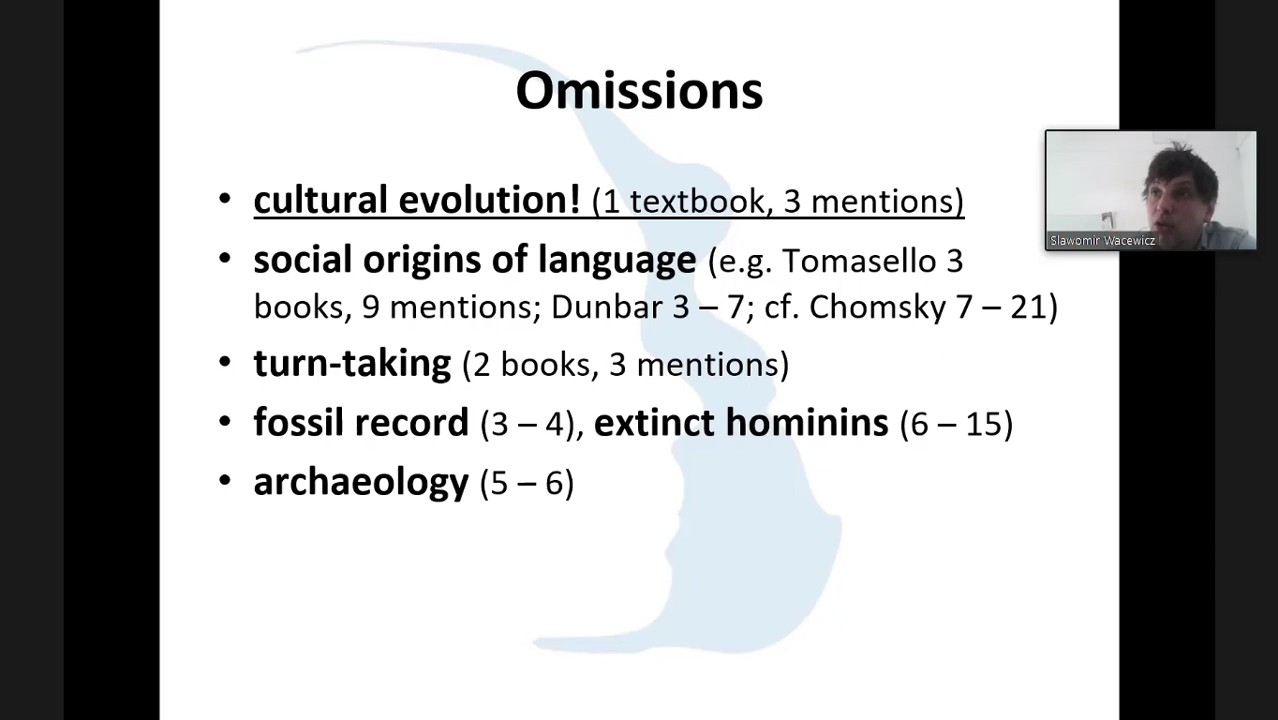 Omissions
• cultural evolution! (1 textbook, 3 mentions)
• social origins of language (e.g. Tomasello 3
books, 9 mentions; Dunbar 3 – 7; cf. Chomsky 7 – 21)
• turn-taking (2 books, 3 mentions)
• fossil record (3 – 4), extinct hominins (6 – 15)
• archaeology (5 – 6)
Slawomir Wacewicz